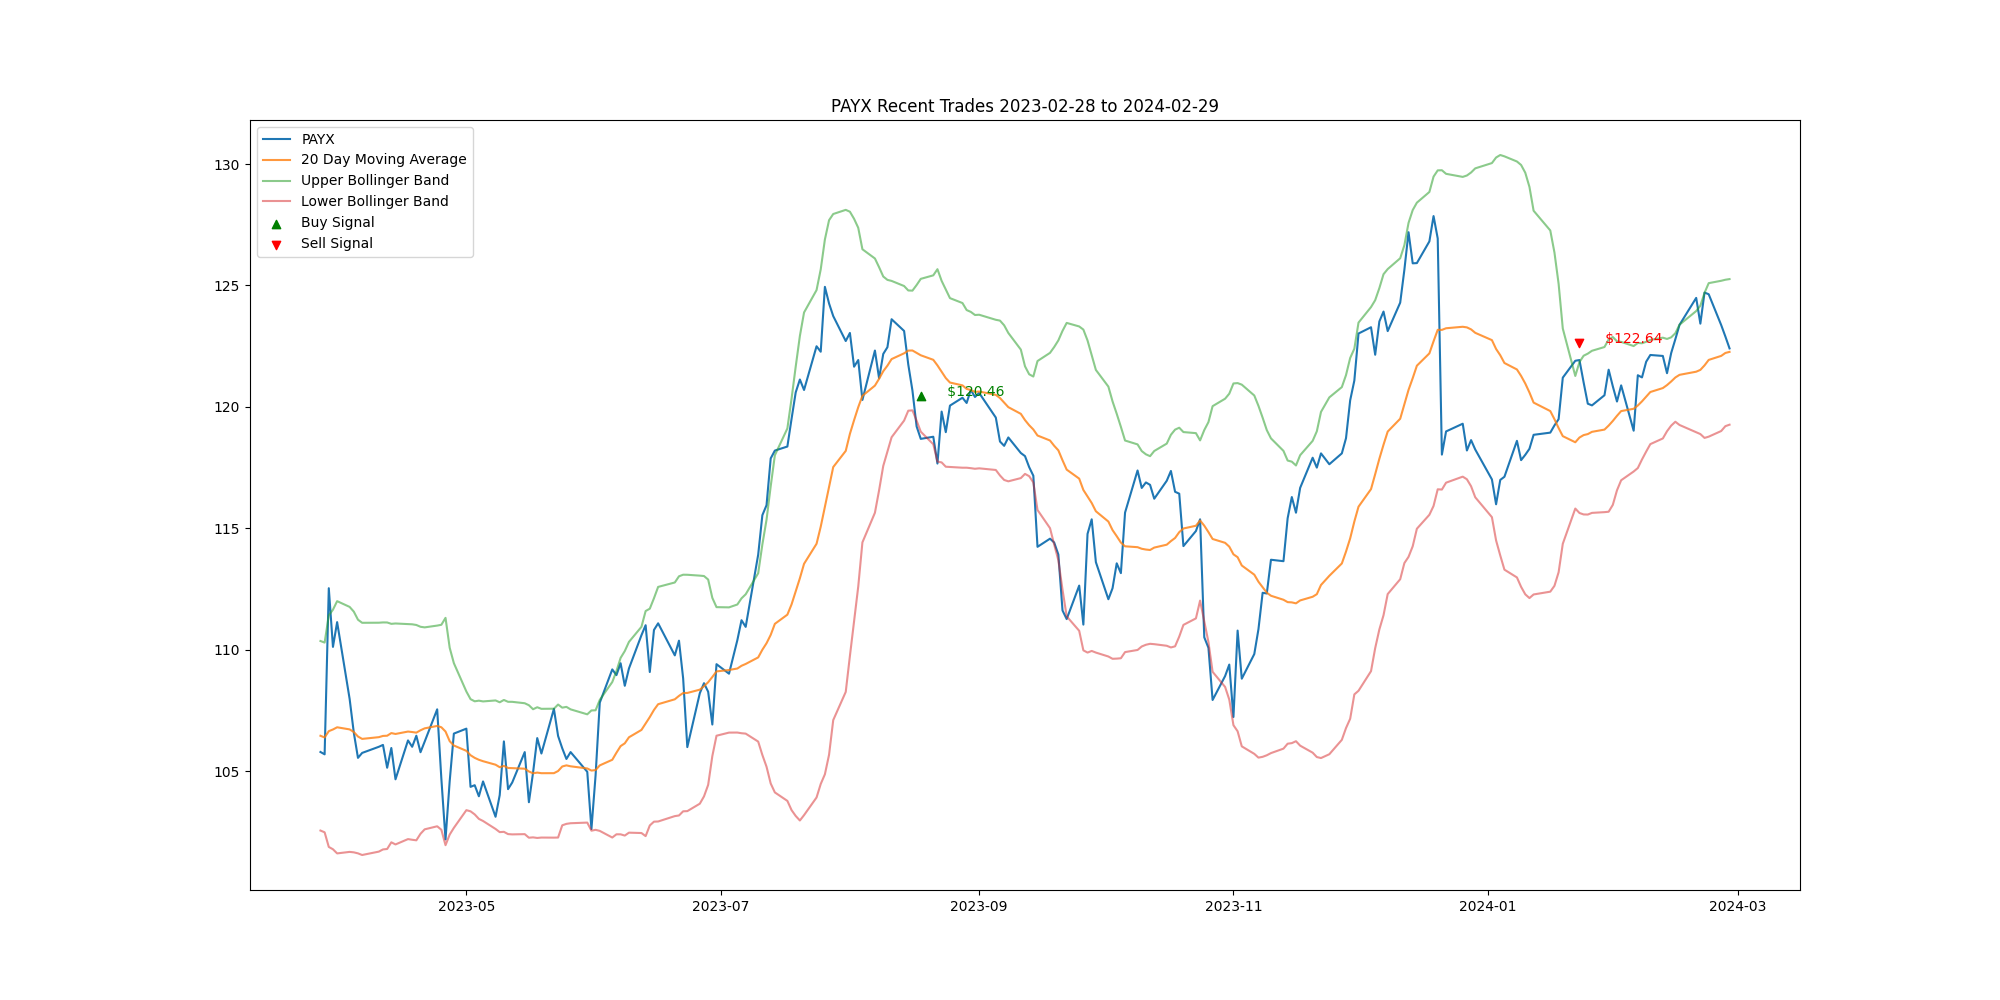 PAYX Recent Trades 2023-02-28 to 2024-02-29
PAYX
20 Day Moving Average
Upper Bollinger Band
Lower Bollinger Band
Buy Signal
Sell Signal
130
125
120
115
110
105
$120.46
$122.64
2023-05 2023-07 2023-09 2023-11 2024-01 2024-03